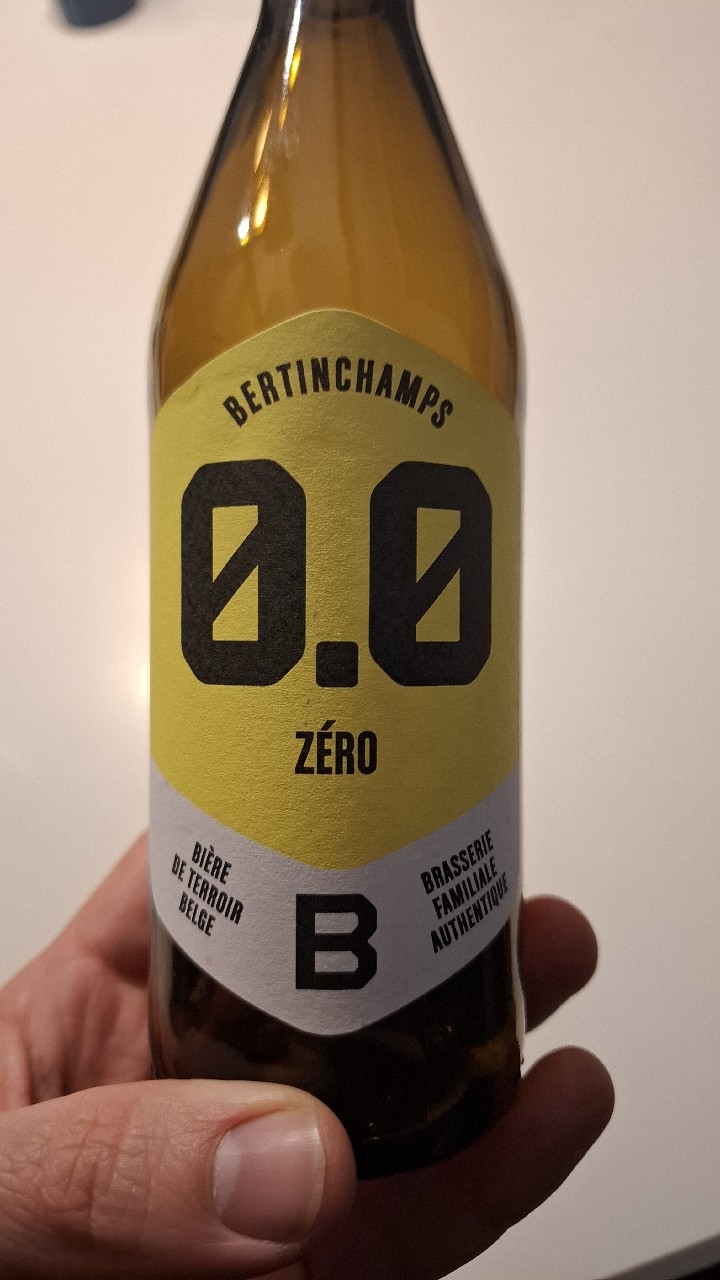 BERTINCHAMPS
0.0
ZÉRO
BIÈRE
DE TERROIR
BELGE
B
BRASSERIE
FAMILIALE
AUTHENTIQUE